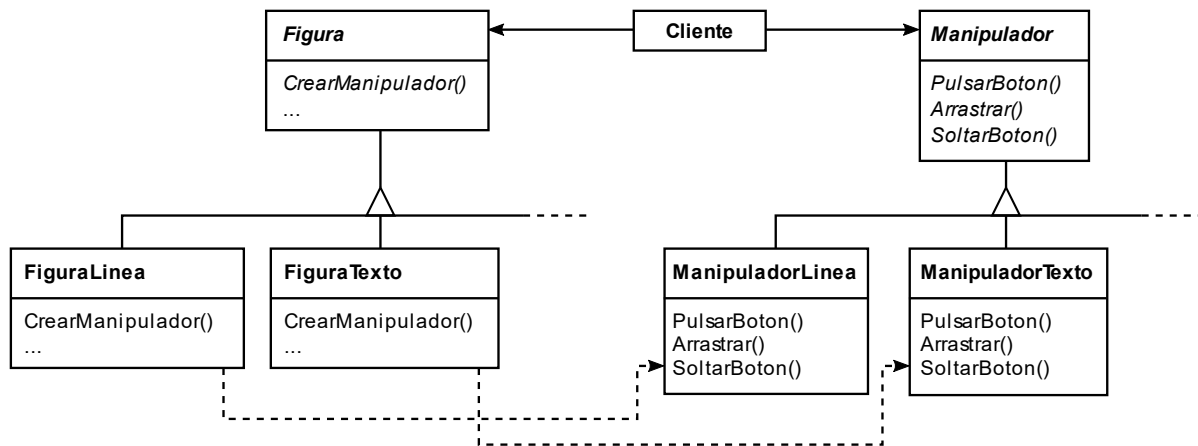 Figura
CrearManipulador()
...
Cliente
Manipulador
PulsarBoton()
Arrastrar()
SoltarBoton()
FiguraLinea
CrearManipulador()
...
FiguraTexto
CrearManipulador()
...
ManipuladorLinea
PulsarBoton()
Arrastrar()
SoltarBoton()
ManipuladorTexto
PulsarBoton()
Arrastrar()
SoltarBoton()